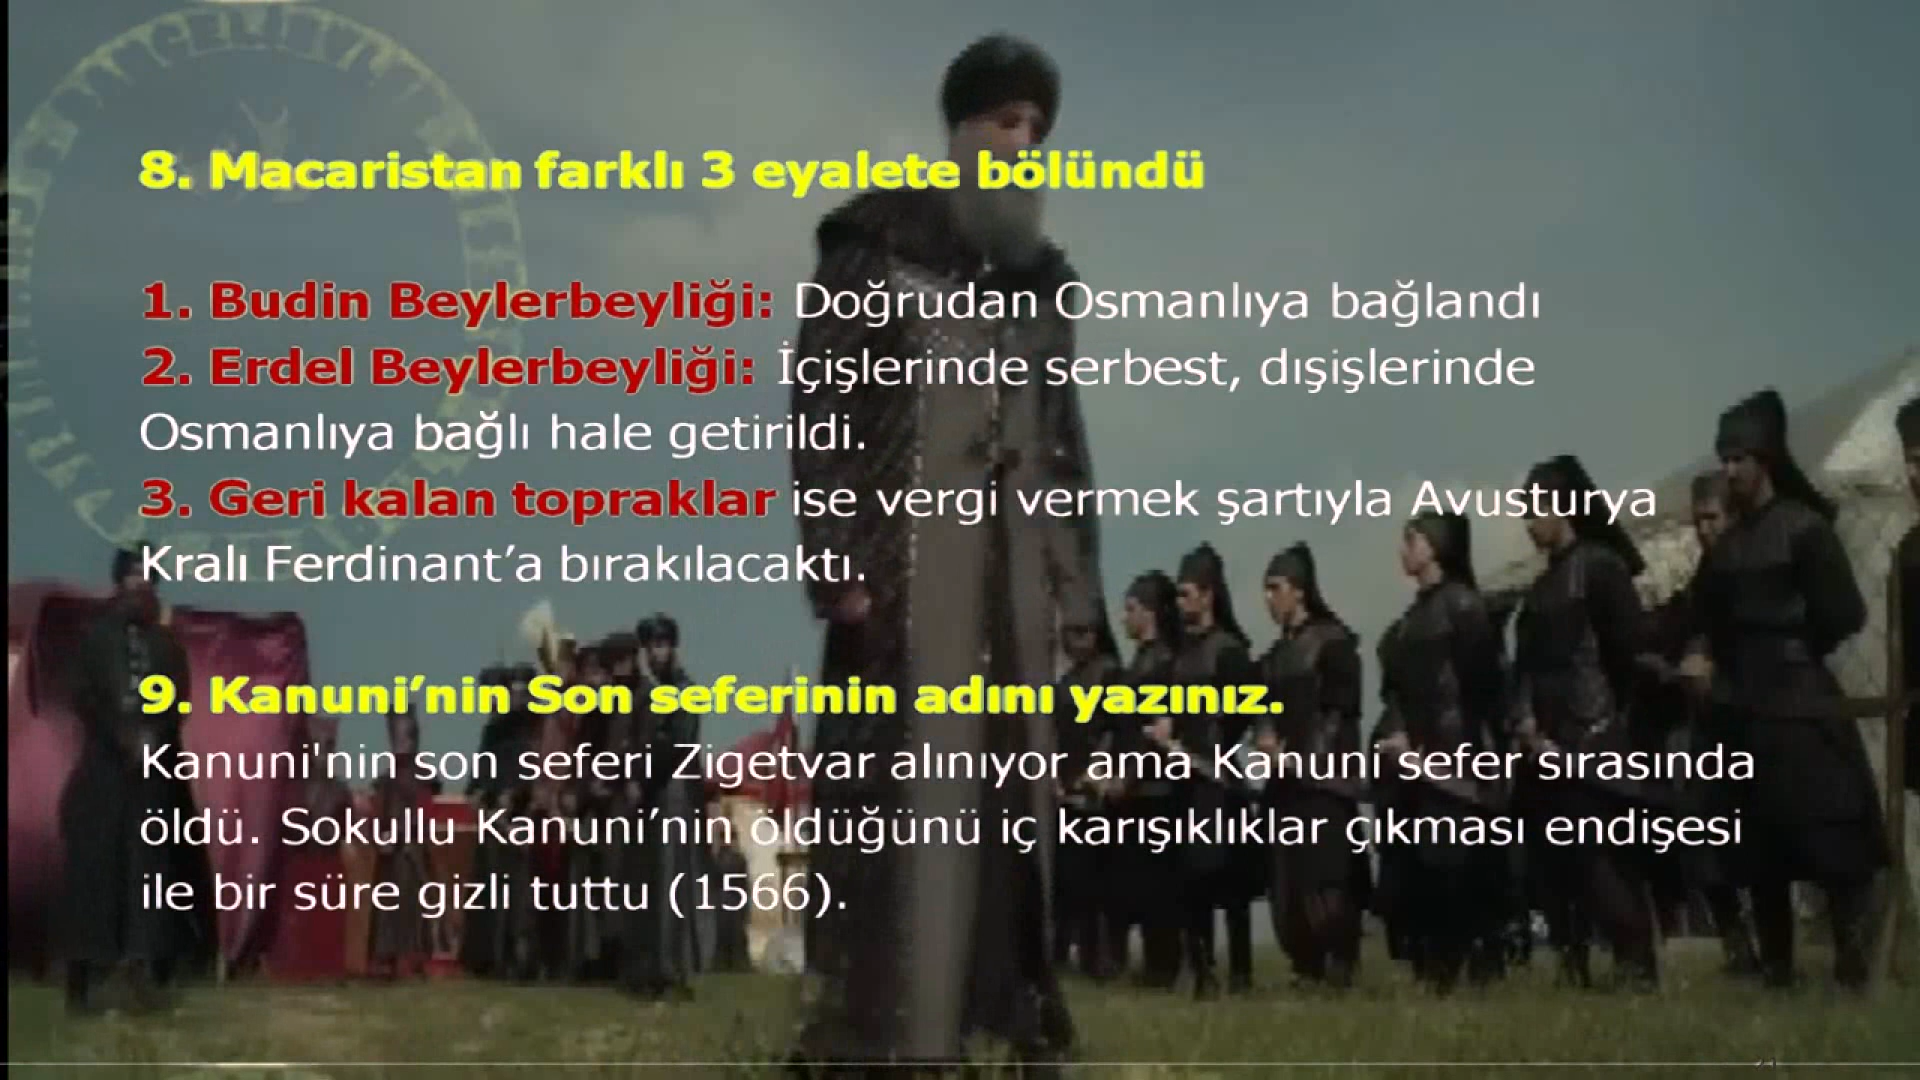 8. Macaristan farklı 3 eyalete bölündü
1. Budin Beylerbeyliği: Doğrudan Osmanlıya bağlandı
2. Erdel Beylerbeyliği: İçişlerinde serbest, dışişlerinde
Osmanlıya bağlı hale getirildi.
3. Geri kalan topraklar ise vergi vermek şartıyla Avusturya
Kralı Ferdinant’a bırakılacaktı.
9. Kanuni’nin Son seferinin adını yazınız.
Kanuni'nin son seferi Zigetvar alınıyor ama Kanuni sefer sırasında
öldü. Sokullu Kanuni’nin öldüğünü iç karışıklıklar çıkması endişesi
ile bir süre gizli tuttu (1566).